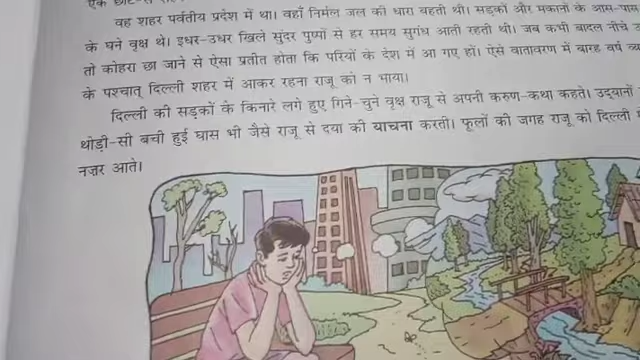 एक छोटे-से
वह शहर पर्वतीय प्रदेश में था। वहाँ निर्मल जल की धारा बहती थी। सड़कों और मकानों के आस-पास
के घने वृक्ष थे। इधर-उधर खिले सुंदर पुष्पों से हर समय सुगंध आती रहती थी। जब कभी बादल नीचे
तो कोहरा छा जाने से ऐसा प्रतीत होता कि परियों के देश में आ गए हों। ऐसे वातावरण में बारह वर्ष
के पश्चात् दिल्ली शहर में आकर रहना राजू को न भाया।
दिल्ली की सड़कों के किनारे लगे हुए गिने-चुने वृक्ष राजू से अपनी करुण-कथा कहते। उद्यानों
थोड़ी-सी बची हुई घास भी जैसे राजू से दया की याचना करती। फूलों की जगह राजू को दिल्ली
नज़र आते।